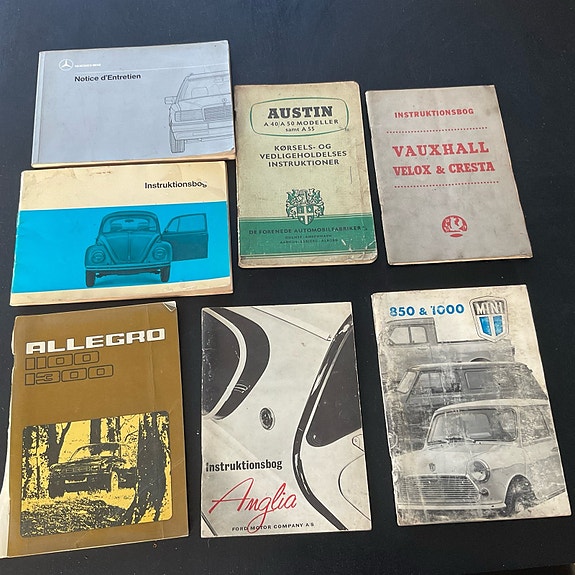 MERCEDES-BENZ
Notice d'Entretien
AUSTIN
A 40/A 50 MODELLER
samt A 55
KØRSELS- OG
VEDLIGEHOLDELSES
INSTRUKTIONER
DE FORENEDE AUTOMOBILFABRIKER A/S
INSTRUKTIONSBOG
VAUXHALL
VELOX & CRESTA
Instruktionsbog
ALLEGRO
1100
1300
Instruktionsbog
Anglia
FORD MOTOR COMPANY A/S
850 & 1000
MINI